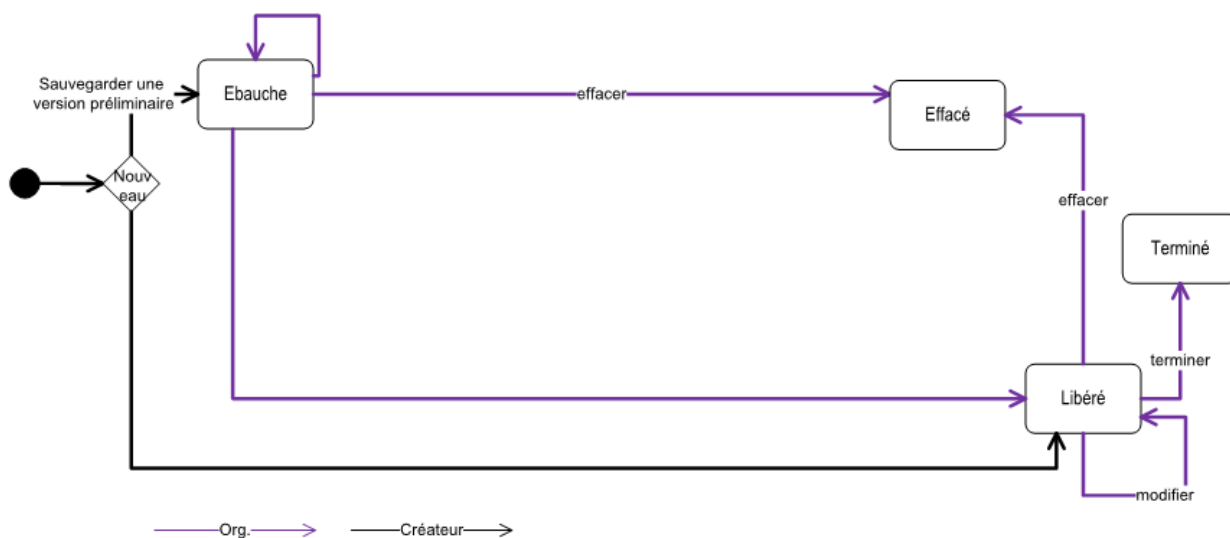 Sauvegarder une
version préliminaire
Ebauche
effacer
Effacé
Nouv
eau
effacer
Terminé
terminer
Libéré
modifier
Org.
Créateur